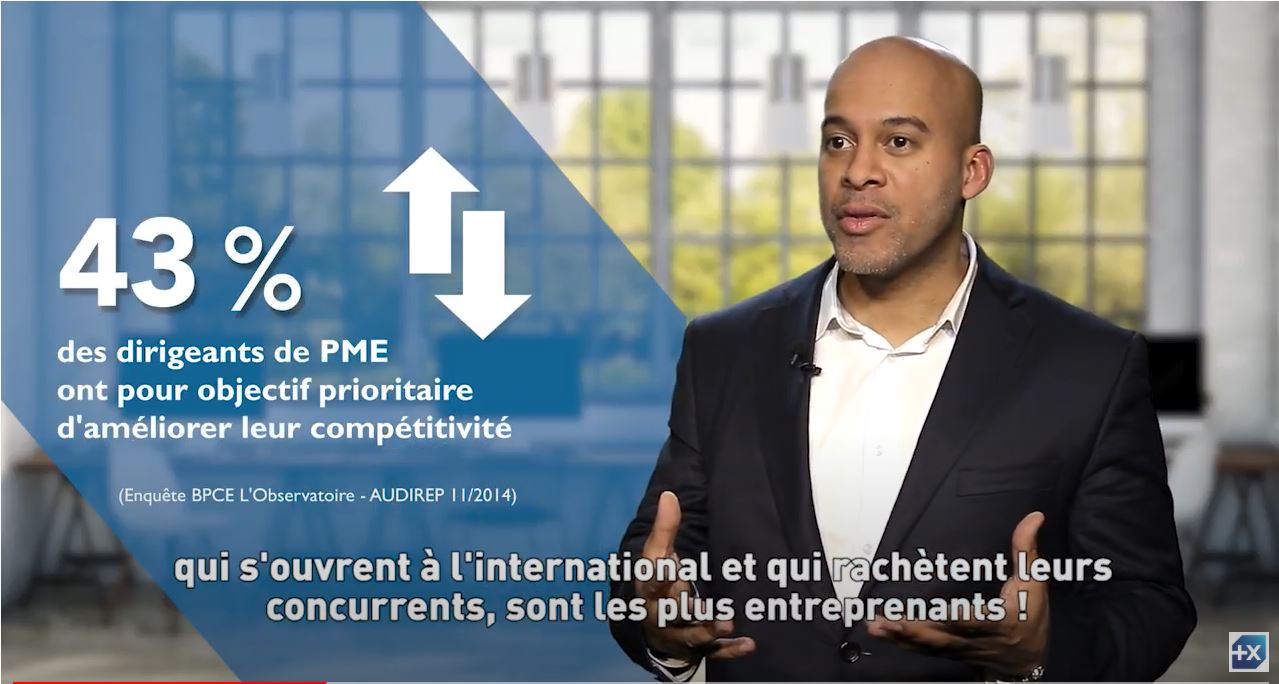 43 %
des dirigeants de PME
ont pour objectif prioritaire
d'améliorer leur compétitivité
(Enquête BPCE L'Observatoire - AUDIREP 11/2014)
qui s'ouvrent à l'international et qui rachètent leurs
concurrents, sont les plus entreprenants !
+X